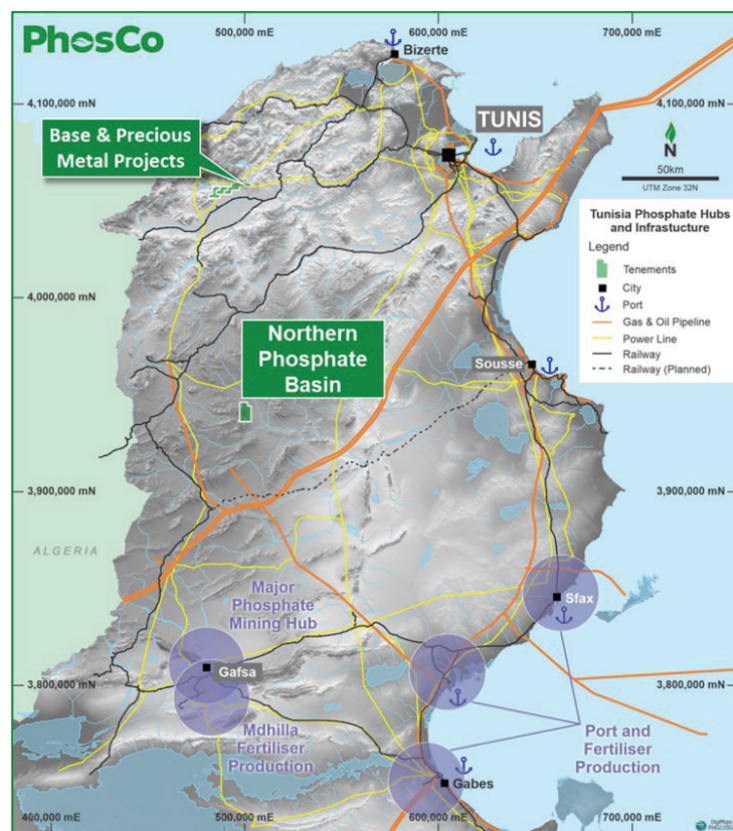 PHOSCO
500,000 mE
600,000 mE
700,000 mE
Bizerte
4,100,000 mN
4,100,000 mN
TUNIS
Base & Precious
Metal Projects
N
50km
UTM Zone 32N
Tunisia Phosphate Hubs
and Infrastucture
Legend
Tenements
City
Port
Gas & Oil Pipeline
Power Line
Railway
Railway (Planned)
4,000,000 mN
Northern
Phosphate
Basin
Sousse
3,900,000 mN
3,900,000 mN
ALGERIA
Major
Phosphate
Mining Hub
Sfax
Gafsa
3,800,000 mN
3,800,000 mN
Mdhilla
Fertiliser
Production
Port and
Fertiliser
Production
Gabes
400,000 mE
500,000 mE
600,000 mE
700,000 mE